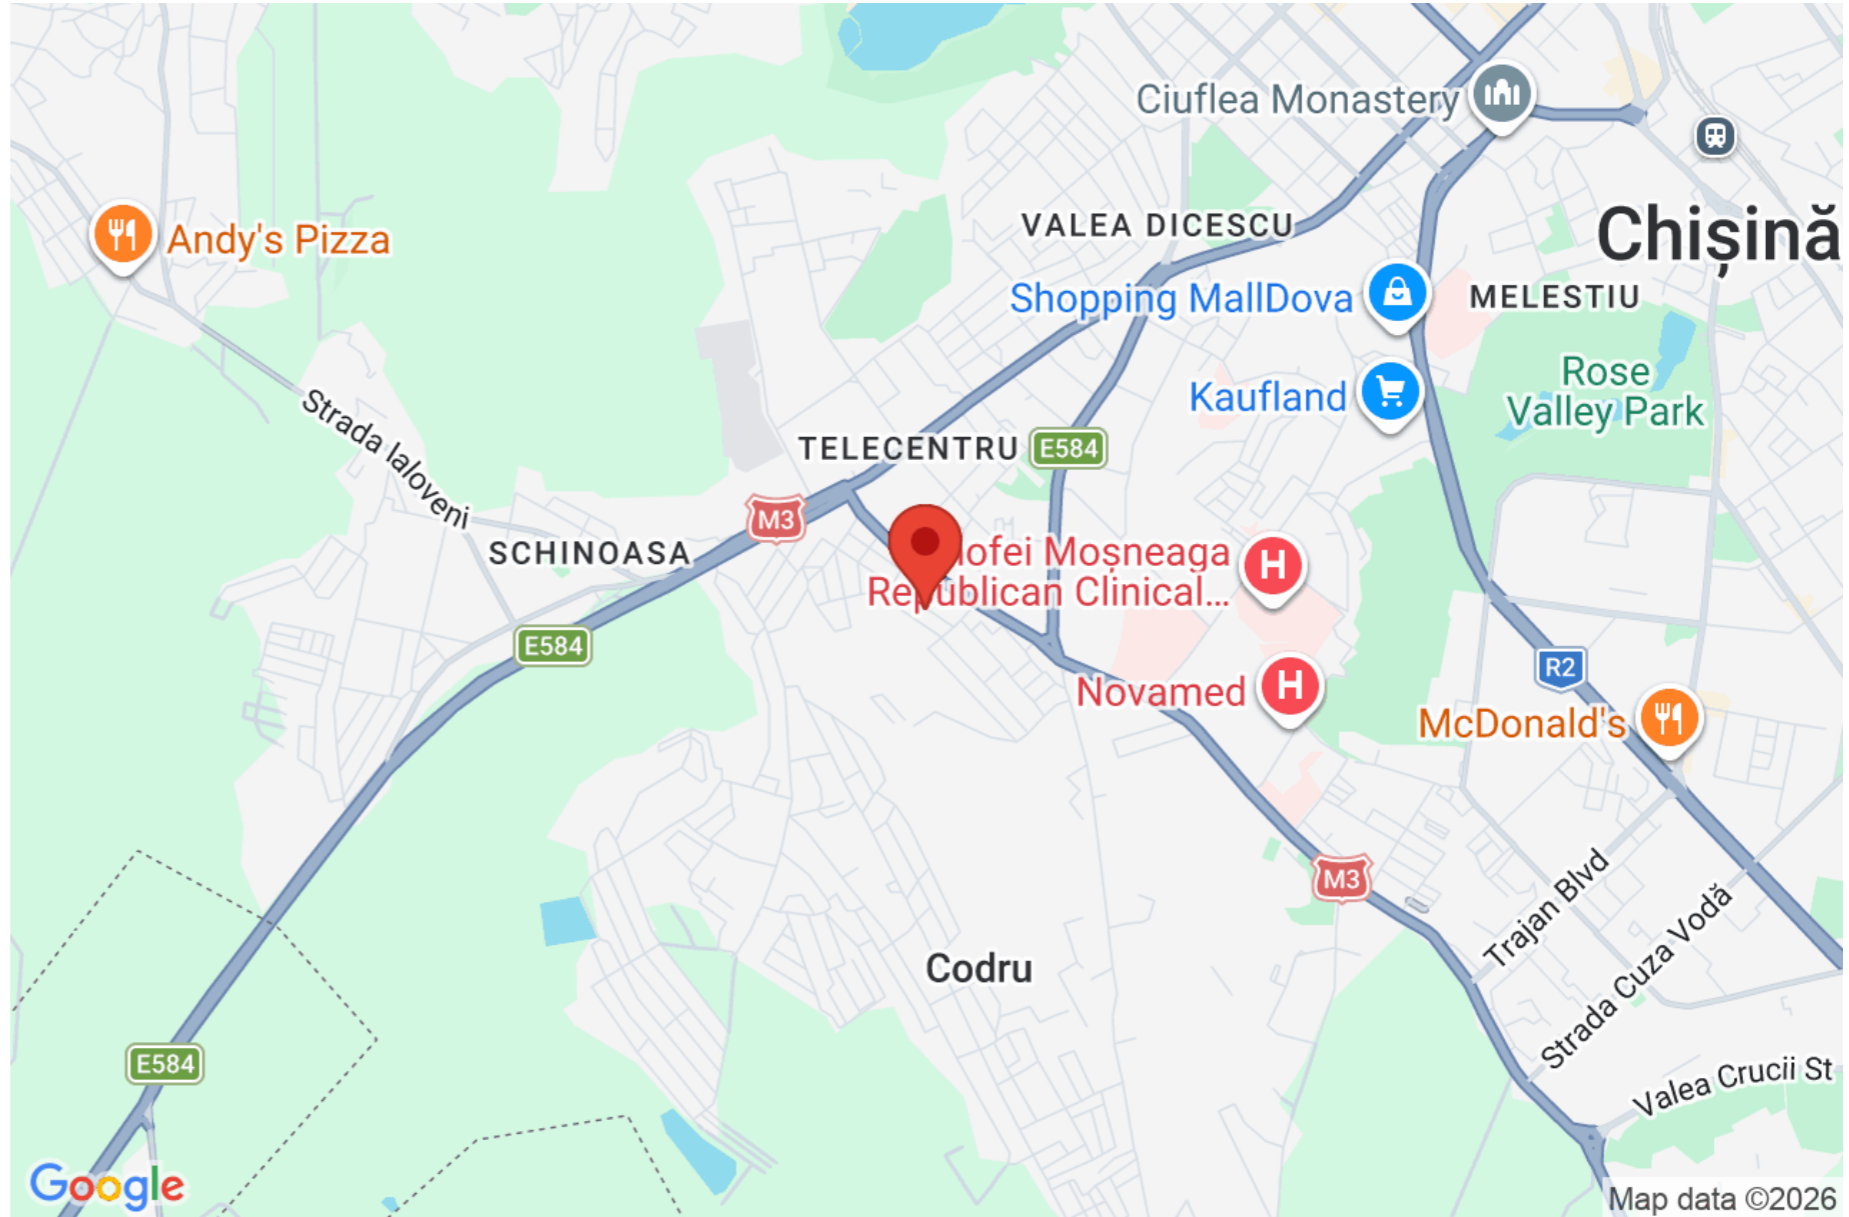 Ciuflea Monastery
Andy's Pizza
VALEA DICESCU
Chișină
Shopping MallDova
MELESTIU
Kaufland
Rose
Valley Park
Strada Ialoveni
TELECENTRU
E584
M3
SCHINOASA
ofei Moșneaga
Republican Clinical...
H
E584
R2
Novamed
H
McDonald's
M3
Trajan Blvd
Strada Cuza Vodă
Codru
E584
Valea Crucii St
Google
Map data ©2026